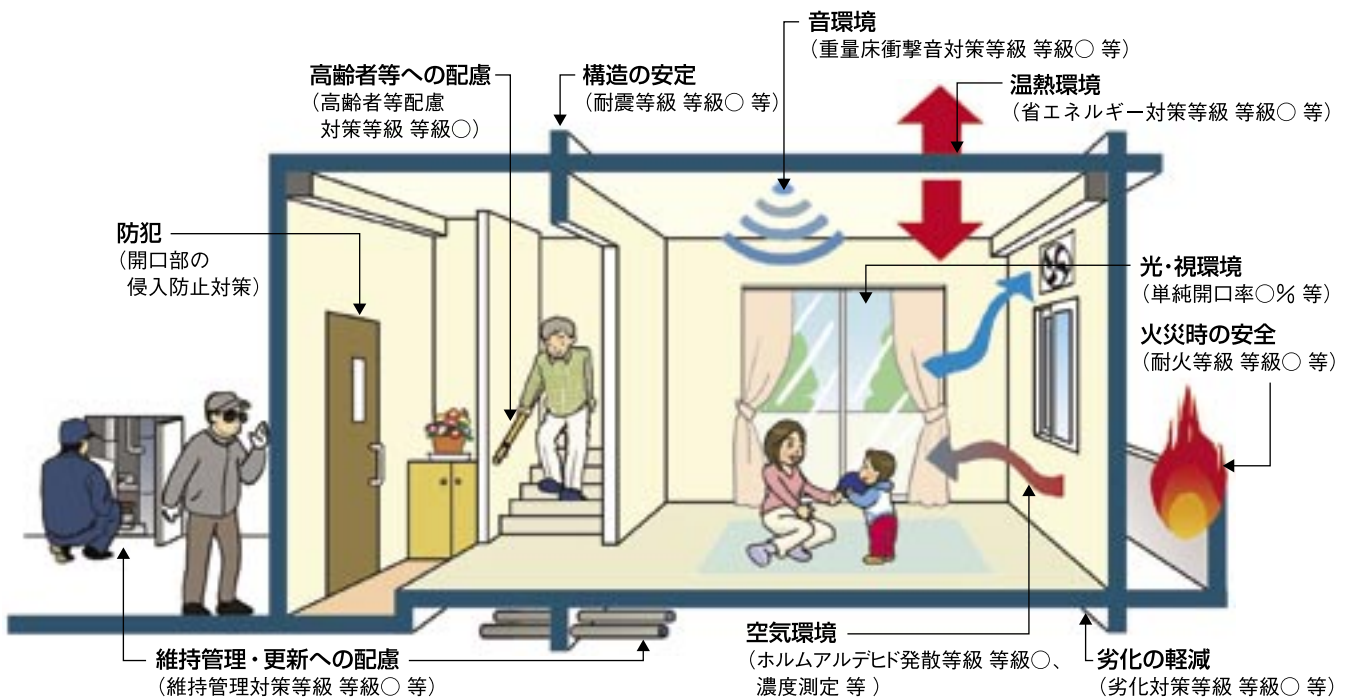 音環境
（重量床衝撃音対策等級 等級○ 等）
高齢者等への配慮
（高齢者等配慮
対策等級 等級○）
構造の安定
（耐震等級 等級○ 等）
温熱環境
（省エネルギー対策等級 等級○ 等）
防犯
（開口部の
侵入防止対策）
光・視環境
（単純開口率○% 等）
火災時の安全
（耐火等級 等級○ 等）
維持管理・更新への配慮
（維持管理対策等級 等級○ 等）
空気環境
（ホルムアルデヒド発散等級 等級○、
濃度測定 等 ）
劣化の軽減
（劣化対策等級 等級○ 等）